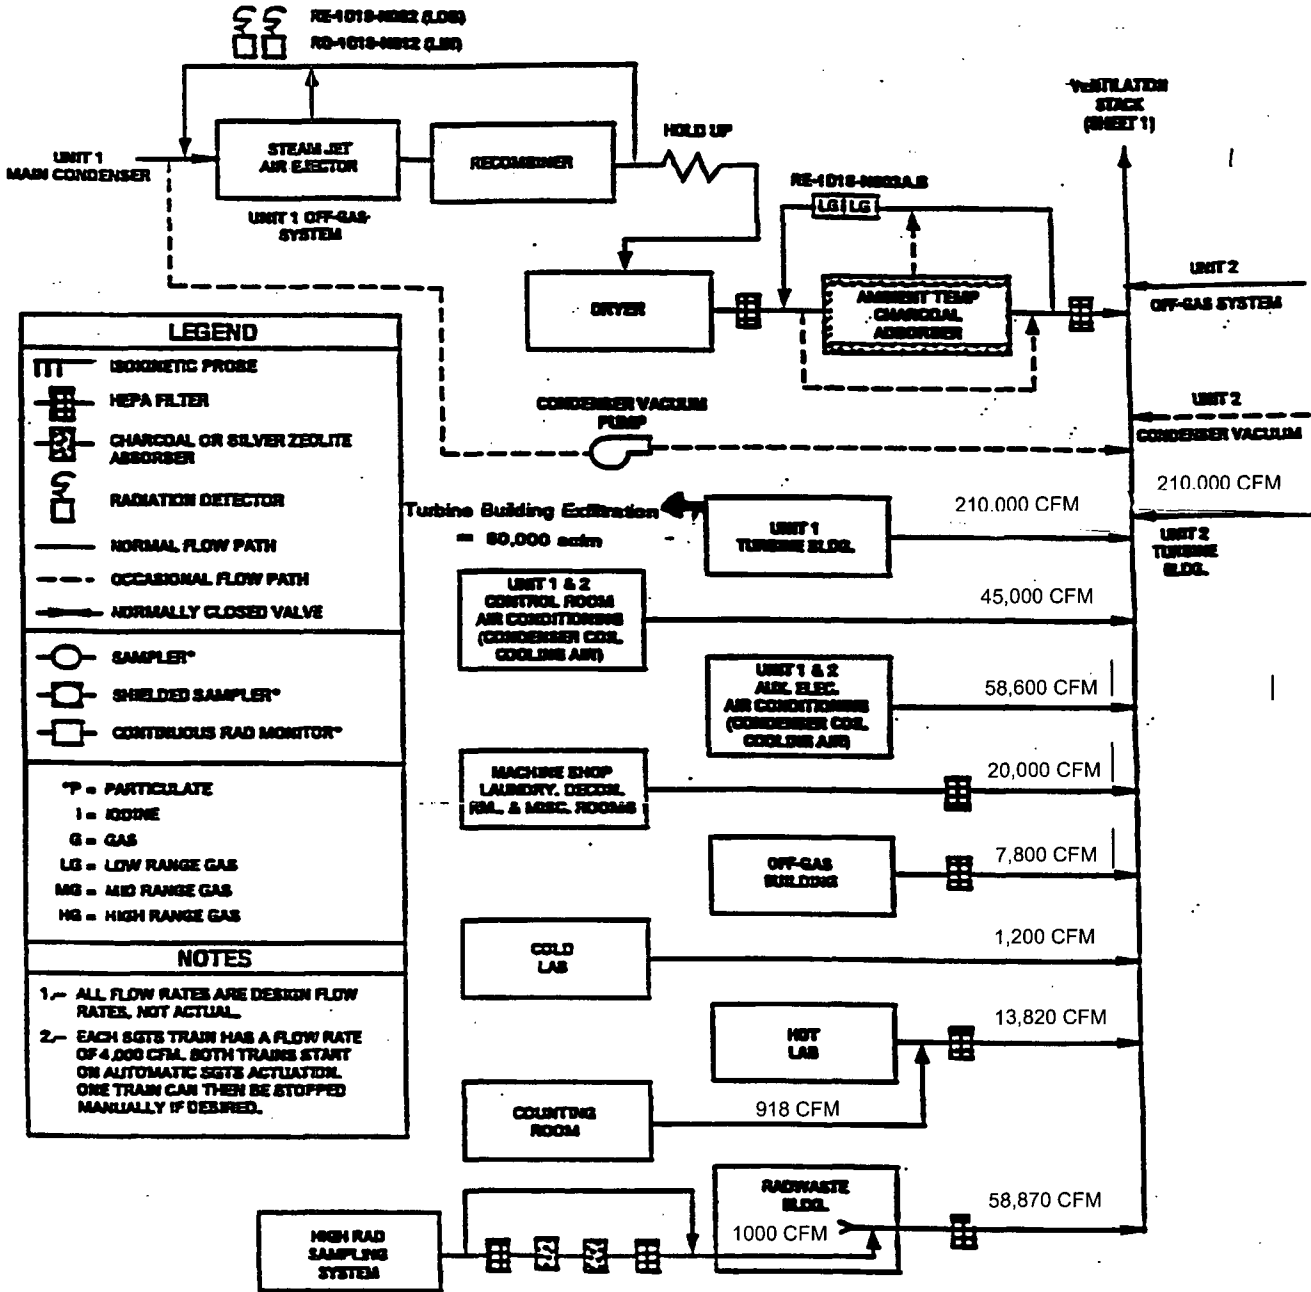 VENTILATION
STACK
(SHEET 1)
UNIT 1
MAIN CONDENSER
STEAM JET
AIR EJECTOR
RECOMBINER
HOLD UP
UNIT 1 OFF-GAS
SYSTEM
LG LG
UNIT 2
OFF-GAS SYSTEM
DRYER
AMBIENT TEMP
CHARCOAL
ADSORBER
UNIT 2
CONDENSER VACUUM
CONDENSER VACUUM
PUMP
LEGEND
ISOKINETIC PROBE
HEPA FILTER
CHARCOAL OR SILVER ZEOLITE
ABSORBER
RADIATION DETECTOR
NORMAL FLOW PATH
OCCASIONAL FLOW PATH
NORMALLY CLOSED VALVE
SAMPLER*
SHIELDED SAMPLER*
CONTINUOUS RAD MONITOR*
*P = PARTICULATE
I = IODINE
G = GAS
LG = LOW RANGE GAS
MG = MID RANGE GAS
HG = HIGH RANGE GAS
NOTES
1.- ALL FLOW RATES ARE DESIGN FLOW
RATES, NOT ACTUAL.
2.- EACH SGTS TRAIN HAS A FLOW RATE
OF 4,000 CFM. BOTH TRAINS START
ON AUTOMATIC SGTS ACTUATION.
ONE TRAIN CAN THEN BE STOPPED
MANUALLY IF DESIRED.
Turbine Building Exfiltration
UNIT 1
TURBINE BLDG.
210.000 CFM
210.000 CFM
UNIT 2
TURBINE
BLDG.
UNIT 1 & 2
CONTROL ROOM
AIR CONDITIONING
(CONDENSER COIL
COOLING AIR)
45,000 CFM
UNIT 1 & 2
AUX. ELEC.
AIR CONDITIONING
(CONDENSER COIL
COOLING AIR)
58,600 CFM
MACHINE SHOP
LAUNDRY, DECON.
RM., & MISC. ROOMS
20,000 CFM
OFF-GAS
BUILDING
7,800 CFM
COLD
LAB
1,200 CFM
HOT
LAB
13,820 CFM
COUNTING
ROOM
918 CFM
RADWASTE
BLDG.
1000 CFM
58,870 CFM
HIGH RAD
SAMPLING
SYSTEM